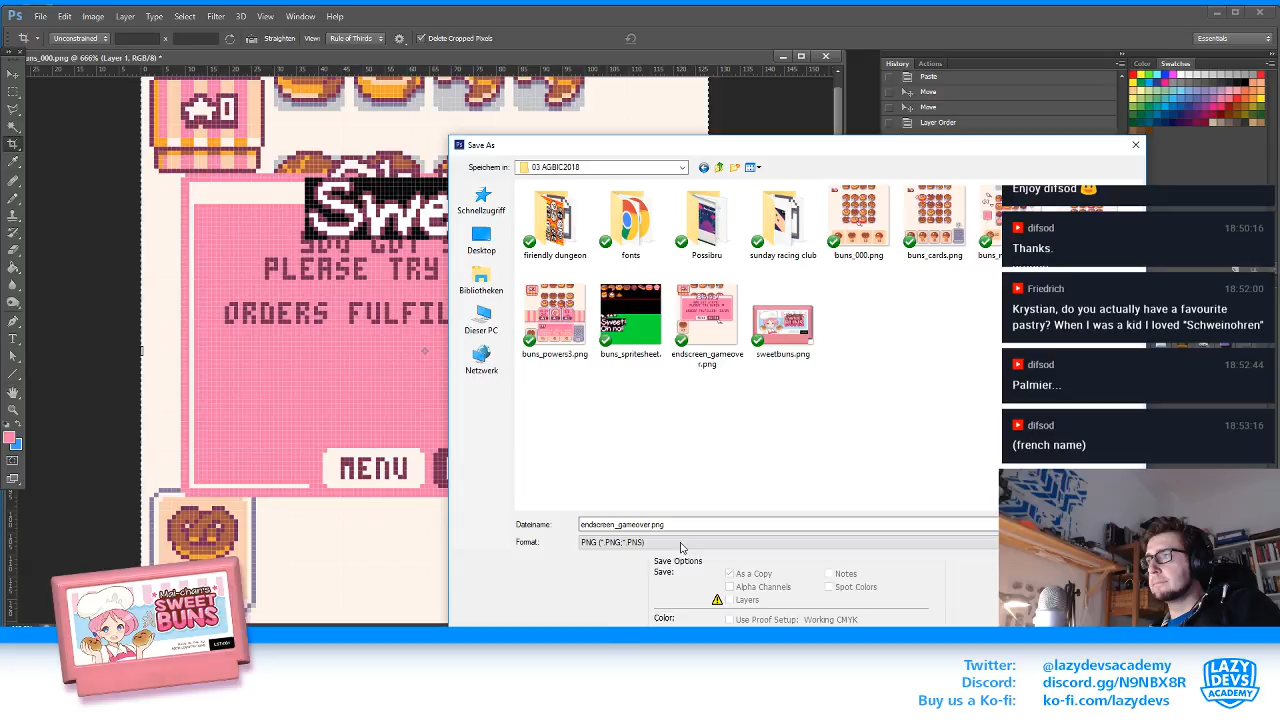 Ps File Edit Image Layer Type Select Filter 3D View Window Help
Unconstrained x Straighten View: Rule of Thirds Delete Cropped Pixels Essentials
ns_000.png @ 666% (Layer 1, RGB/8) *
History Actions
Color Swatches
Paste
Move
Move
Layer Order
PLEASE TRY
ORDERS FULFIL
MENU
Save As
Speichern in: 03 AGBIC2018
Schnellzugriff
Desktop
Bibliotheken
Dieser PC
Netzwerk
firiendly dungeon
fonts
Possibru
sunday racing club
buns_000.png
buns_cards.png
buns_powers3.png
buns_spritesheet.
endscreen_gameove
r.png
sweetbuns.png
Dateiname: endscreen_gameover.png
Format: PNG (*.PNG;*.PNS)
Save Options
Save: As a Copy Notes
Alpha Channels Spot Colors
Layers
Color: Use Proof Setup: Working CMYK
Enjoy difsod
difsod 18:50:16
Thanks.
Friedrich 18:52:00
Krystian, do you actually have a favourite
pastry? When I was a kid I loved "Schweinohren"
difsod 18:52:44
Palmier...
difsod 18:53:16
(french name)
Mai-chan's
SWEET
BUNS
Twitter: @lazydevsacademy
Discord: discord.gg/N9NBX8R
Buy us a Ko-fi: ko-fi.com/lazydevs
LAZY
DEVS
ACADEMY